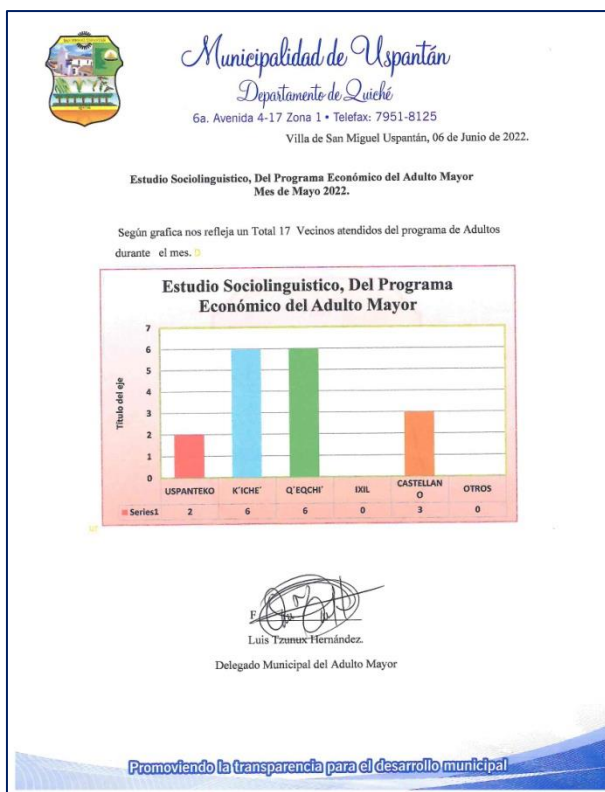 Municipalidad de Uspantán
Departamento de Quiché
6a. Avenida 4-17 Zona 1 • Telefax: 7951-8125
Villa de San Miguel Uspantán, 06 de Junio de 2022.
Estudio Sociolinguistico, Del Programa Económico del Adulto Mayor
Mes de Mayo 2022.
Según grafica nos refleja un Total 17 Vecinos atendidos del programa de Adultos
durante el mes.
Estudio Sociolinguistico, Del Programa
Económico del Adulto Mayor
Título del eje
7
6
5
4
3
2
1
0
USPANTEKO K´ICHE´ Q´EQCHI´ IXIL CASTELLAN
O OTROS
Series1 2 6 6 0 3 0
F
Luis Tzunux Hernández.
Delegado Municipal del Adulto Mayor
Promoviendo la transparencia para el desarrollo municipal